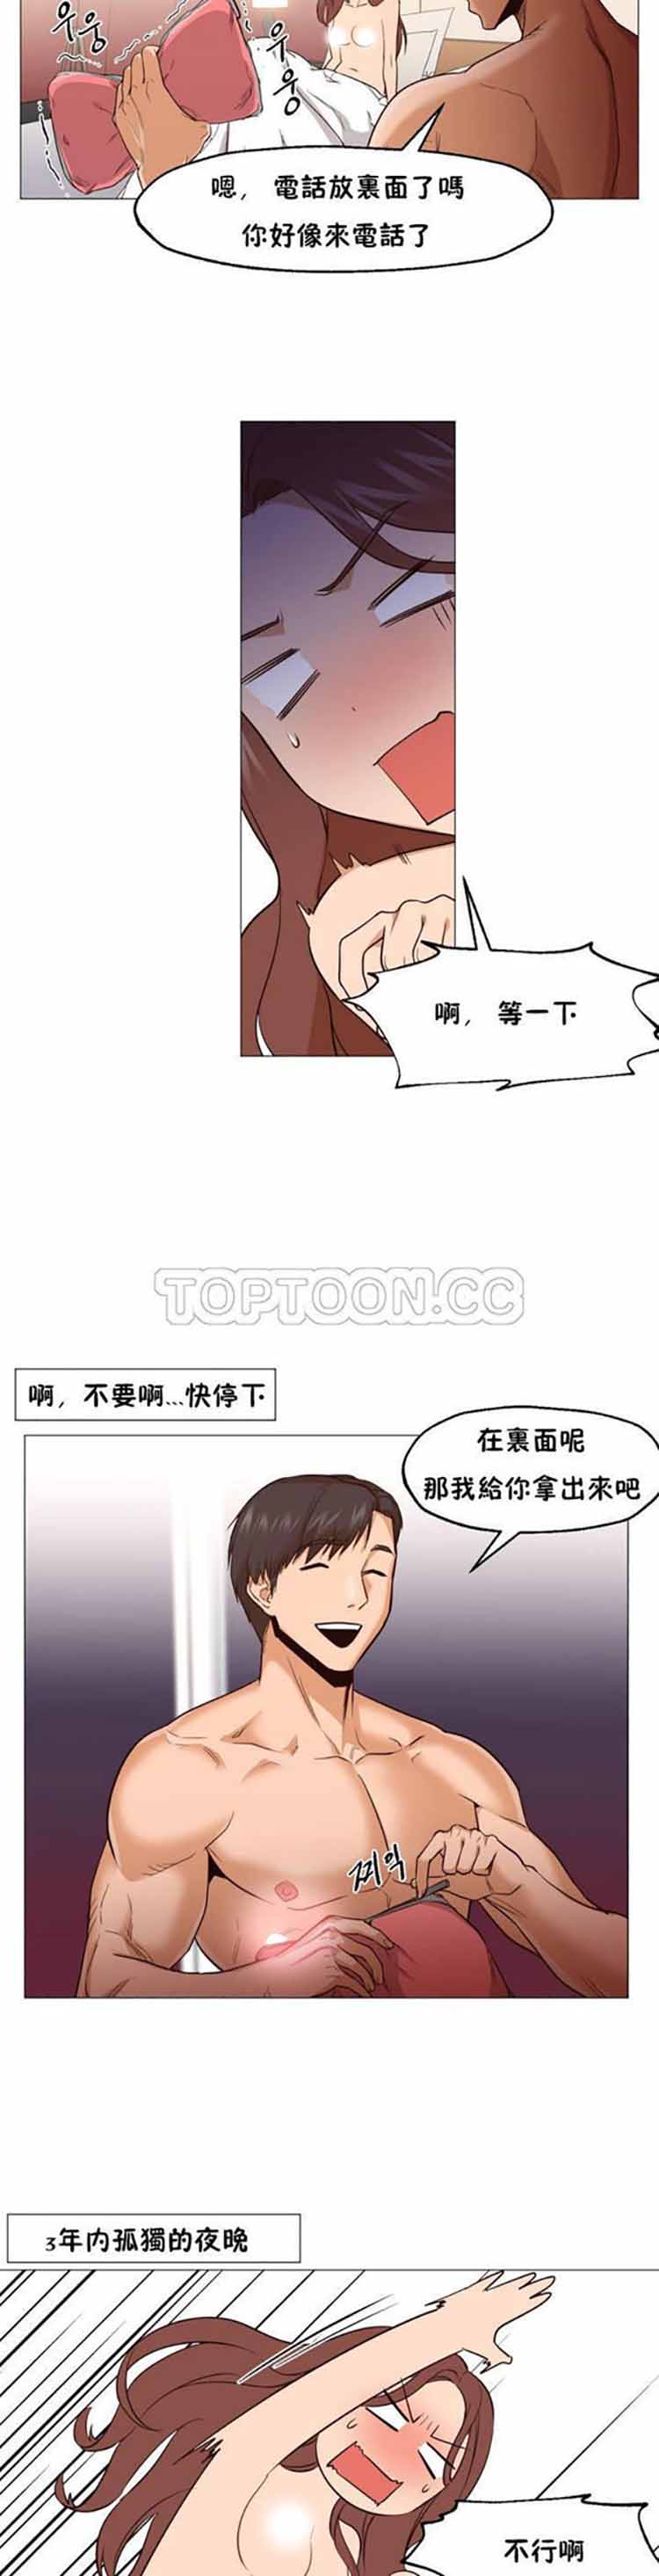 우웅
우웅
嗯， 電話放裏面了嗎
你好像來電話了
啊， 等一下
TOPTOON.CC
啊，不要啊...快停下
在裏面呢
那我給你拿出來吧
찌익
3年内孤獨的夜晚
不行啊